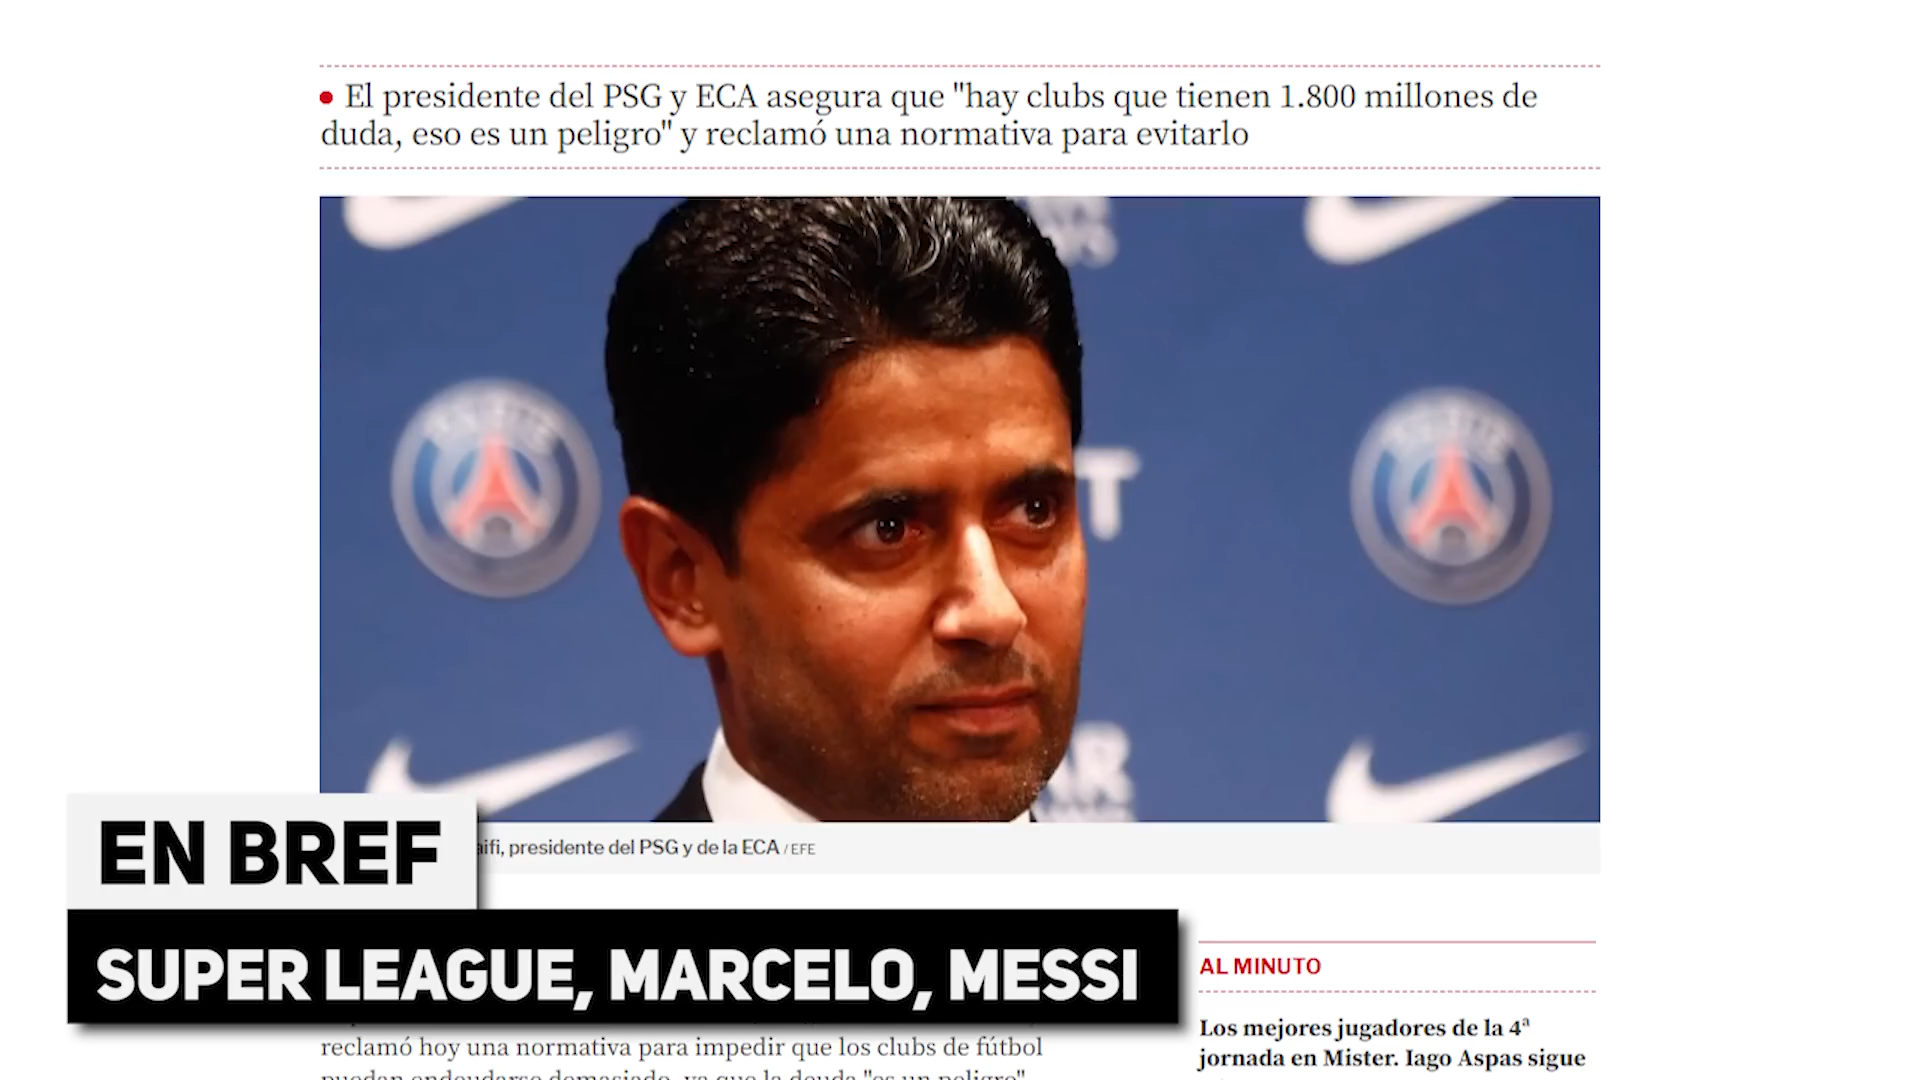 • El presidente del PSG y ECA asegura que "hay clubs que tienen 1.800 millones de
duda, eso es un peligro" y reclamó una normativa para evitarlo
EN BREF
aifi, presidente del PSG y de la ECA / EFE
SUPER LEAGUE, MARCELO, MESSI
reclamó hoy una normativa para impedir que los clubs de fútbol
puedan endeudarse demasiado, ya que la deuda "es un peligro"
AL MINUTO
Los mejores jugadores de la 4ª
jornada en Mister. Iago Aspas sigue